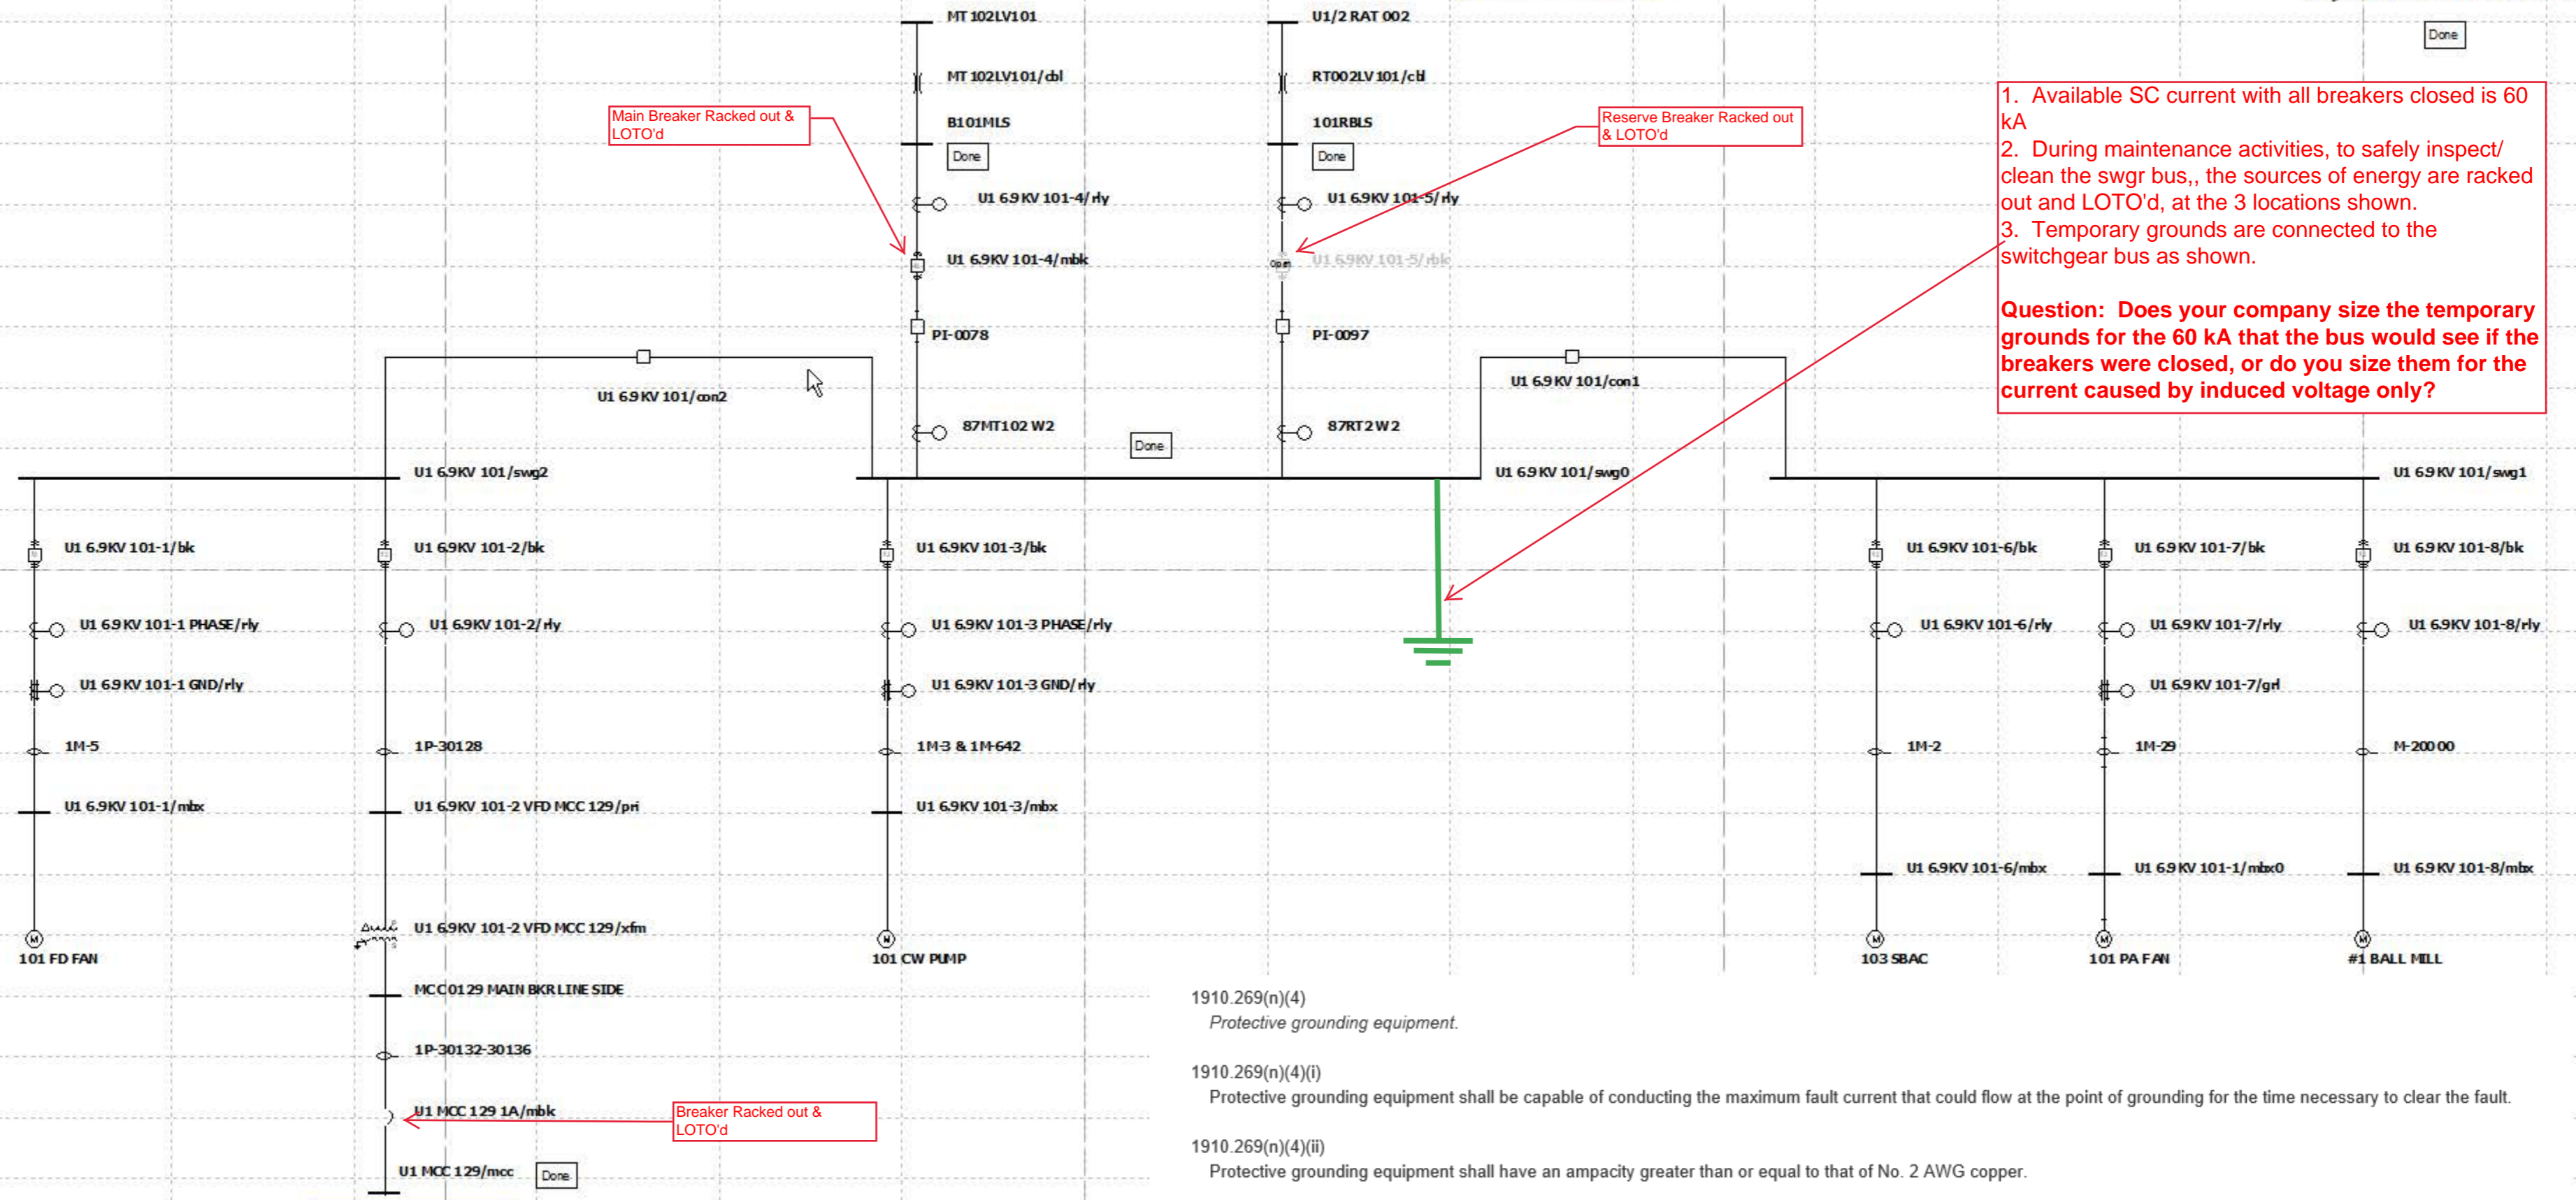 MT 102LV101
U1/2 RAT 002
Done
MT 102LV101/cbl
RT002LV101/cbl
1. Available SC current with all breakers closed is 60
kA
2. During maintenance activities, to safely inspect/
clean the swgr bus,, the sources of energy are racked
out and LOTO'd, at the 3 locations shown.
3. Temporary grounds are connected to the
switchgear bus as shown.
Question: Does your company size the temporary
grounds for the 60 kA that the bus would see if the
breakers were closed, or do you size them for the
current caused by induced voltage only?
Main Breaker Racked out &
LOTO'd
Reserve Breaker Racked out
& LOTO'd
B101MLS
101RBLS
Done
Done
U1 6.9KV 101-4/rly
U1 6.9KV 101-5/rly
U1 6.9KV 101-4/mbk
Open
U1 6.9KV 101-5/rbk
PI-0078
PI-0097
U1 6.9KV 101/con2
U1 6.9KV 101/con1
87MT102 W2
Done
87RT2 W2
U1 6.9KV 101/swg2
U1 6.9KV 101/swg0
U1 6.9KV 101/swg1
U1 6.9KV 101-1/bk
U1 6.9KV 101-2/bk
U1 6.9KV 101-3/bk
U1 6.9KV 101-6/bk
U1 6.9KV 101-7/bk
U1 6.9KV 101-8/bk
U1 6.9KV 101-1 PHASE/rly
U1 6.9KV 101-2/rly
U1 6.9KV 101-3 PHASE/rly
U1 6.9KV 101-6/rly
U1 6.9KV 101-7/rly
U1 6.9KV 101-8/rly
U1 6.9KV 101-1 GND/rly
U1 6.9KV 101-3 GND/rly
U1 6.9KV 101-7/grl
1M-5
1P-30128
1M-3 & 1M-642
1M-2
1M-29
M-20000
U1 6.9KV 101-1/mbx
U1 6.9KV 101-2 VFD MCC 129/pri
U1 6.9KV 101-3/mbx
U1 6.9KV 101-6/mbx
U1 6.9KV 101-1/mbx0
U1 6.9KV 101-8/mbx
U1 6.9KV 101-2 VFD MCC 129/xfm
M
M
M
M
M
101 FD FAN
101 CW PUMP
103 SBAC
101 PA FAN
#1 BALL MILL
MCC0129 MAIN BKR LINE SIDE
1P-30132-30136
U1 MCC 129 1A/mbk
Breaker Racked out &
LOTO'd
U1 MCC 129/mcc
Done
1910.269(n)(4)
Protective grounding equipment.
1910.269(n)(4)(i)
Protective grounding equipment shall be capable of conducting the maximum fault current that could flow at the point of grounding for the time necessary to clear the fault.
1910.269(n)(4)(ii)
Protective grounding equipment shall have an ampacity greater than or equal to that of No. 2 AWG copper.